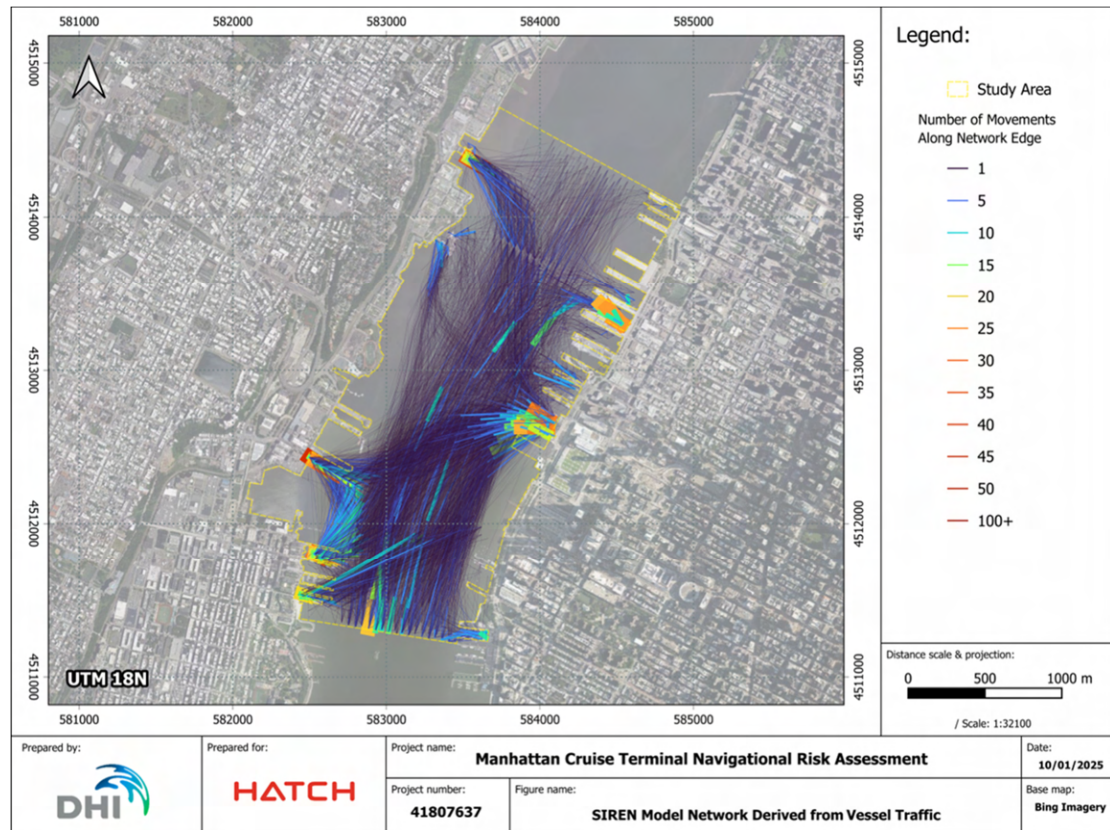 581000 582000 583000 584000 585000
Legend:
4515000 4515000
Study Area
Number of Movements
Along Network Edge
1
5
4514000 4514000
10
15
20
25
30
4513000 4513000
35
40
45
50
100+
4512000 4512000
4511000 4511000
UTM 18N
581000 582000 583000 584000 585000
Distance scale & projection:
0 500 1000 m
/ Scale: 1:32100
Prepared by:
DHI
Prepared for:
HATCH
Project name:
Manhattan Cruise Terminal Navigational Risk Assessment
Date:
10/01/2025
Project number:
41807637
Figure name:
SIREN Model Network Derived from Vessel Traffic
Base map:
Bing Imagery